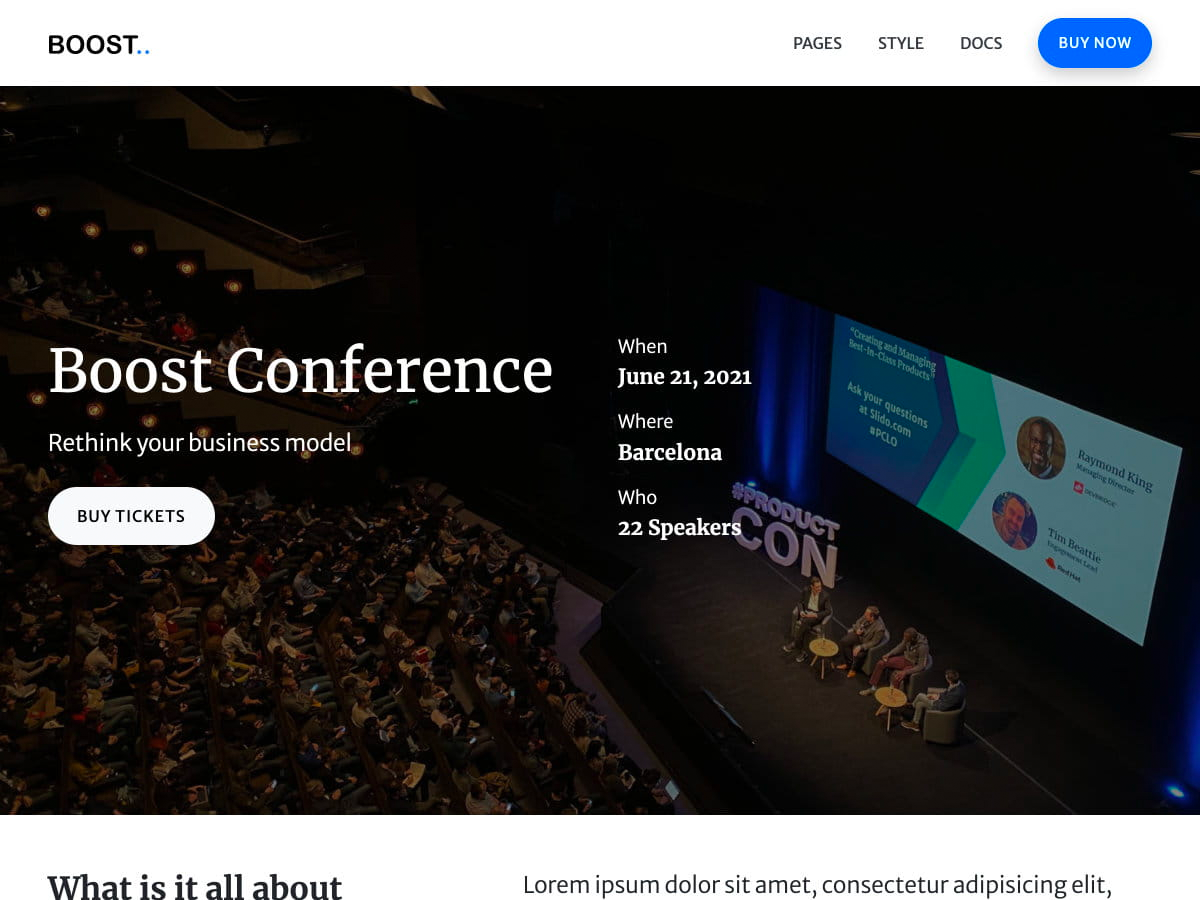 BOOST..
PAGES
STYLE
DOCS
BUY NOW
Boost Conference
Rethink your business model
BUY TICKETS
When
June 21, 2021
Where
Barcelona
Who
22 Speakers
"Creating and Managing
Best-In-Class Products"
Ask your questions
at Slido.com
#PCLO
Raymond King
Managing Director
DEVBRIDGE
Tim Beattie
Engagement Lead
Red Hat
#PRODUCT
CON
What is it all about
Lorem ipsum dolor sit amet, consectetur adipisicing elit,